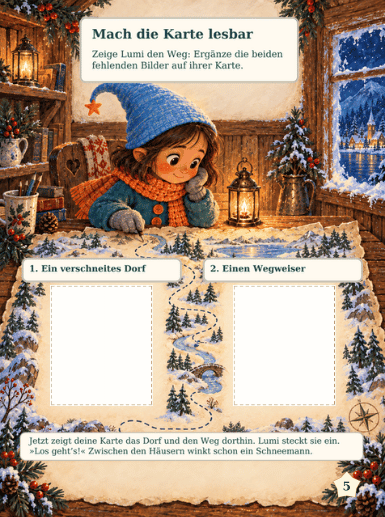 Mach die Karte lesbar
Zeige Lumi den Weg: Ergänze die beiden
fehlenden Bilder auf ihrer Karte.
1. Ein verschneites Dorf
2. Einen Wegweiser
Jetzt zeigt deine Karte das Dorf und den Weg dorthin. Lumi steckt sie ein.
»Los geht's!« Zwischen den Häusern winkt schon ein Schneemann.
5